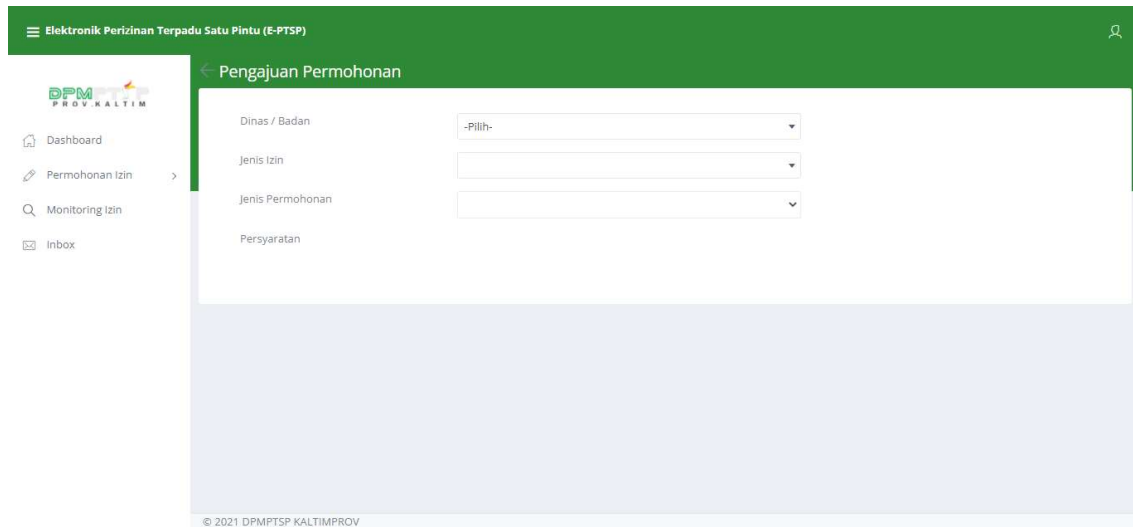 Elektronik Perizinan Terpadu Satu Pintu (E-PTSP)
Pengajuan Permohonan
DPMPTSP
PROV.KALTIM
Dashboard
Permohonan Izin
Monitoring Izin
Inbox
Dinas / Badan
-Pilih-
Jenis Izin
Jenis Permohonan
Persyaratan
© 2021 DPMPTSP KALTIMPROV